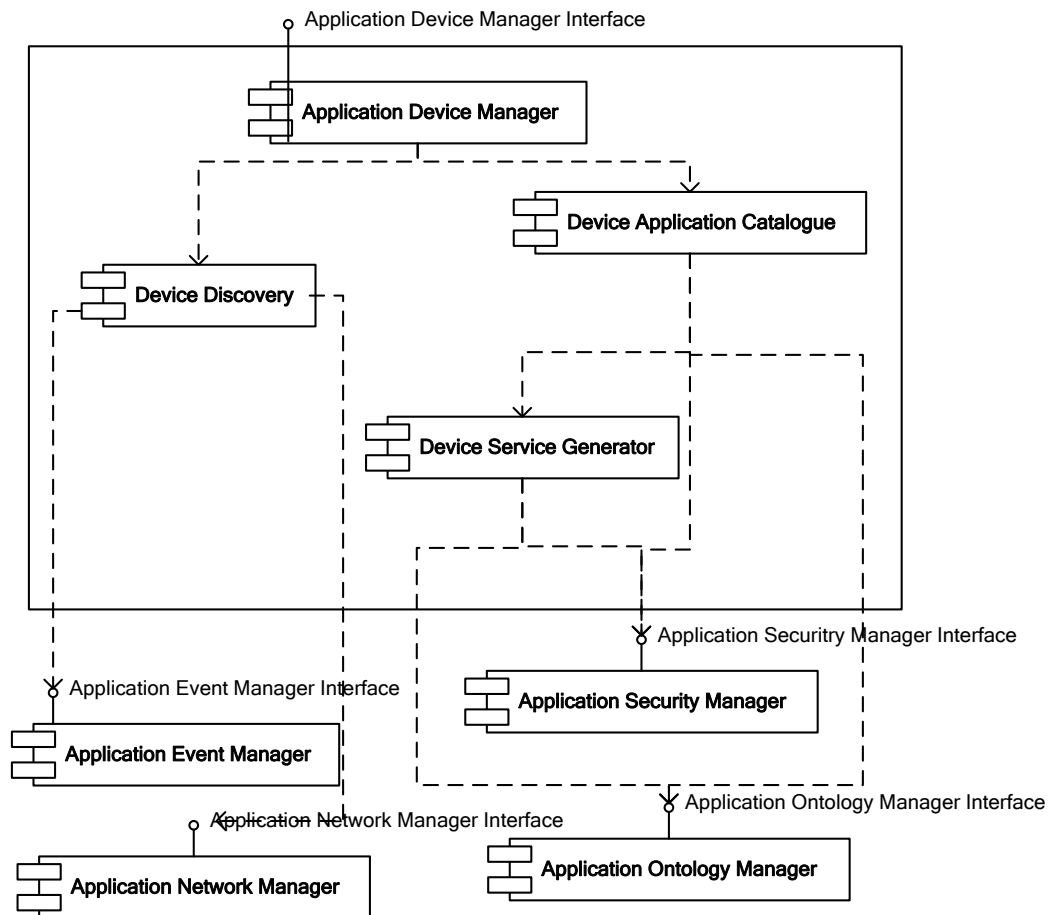 Application Device Manager Interface
Application Device Manager
Device Application Catalogue
Device Discovery
Device Service Generator
Application Securitry Manager Interface
Application Event Manager Interface
Application Security Manager
Application Event Manager
Application Ontology Manager Interface
Application Network Manager Interface
Application Ontology Manager
Application Network Manager